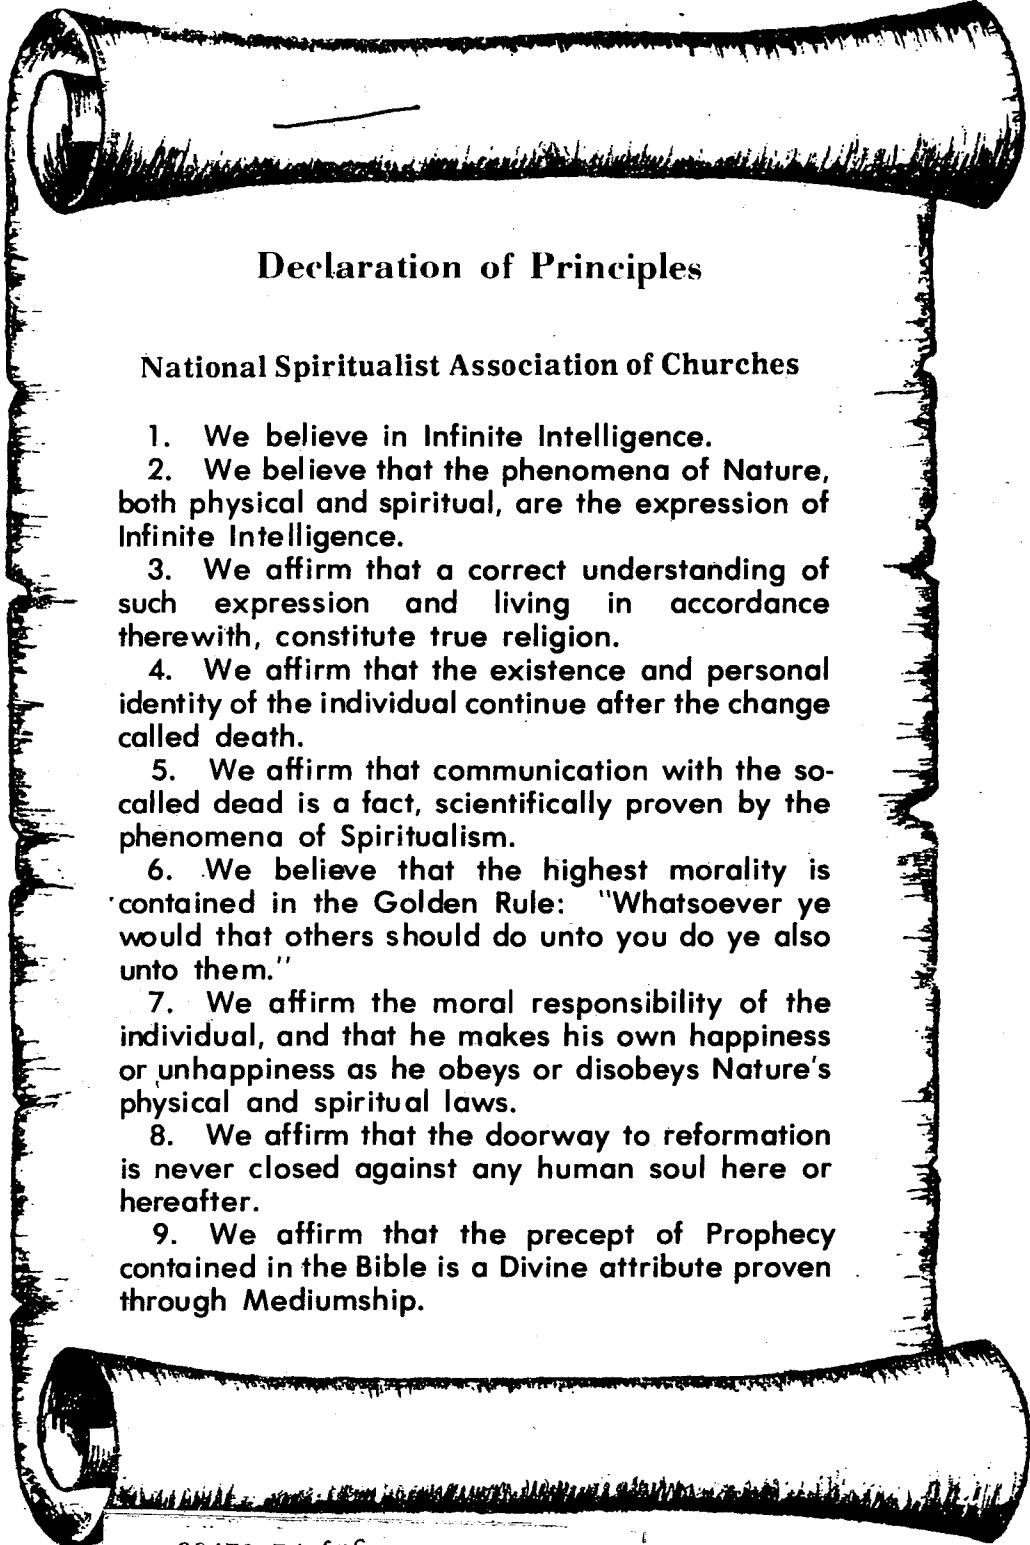 Declaration of Principles
National Spiritualist Association of Churches
1. We believe in Infinite Intelligence.
2. We believe that the phenomena of Nature,
both physical and spiritual, are the expression of
Infinite Intelligence.
3. We affirm that a correct understanding of
such expression and living in accordance
therewith, constitute true religion.
4. We affirm that the existence and personal
identity of the individual continue after the change
called death.
5. We affirm that communication with the so-
called dead is a fact, scientifically proven by the
phenomena of Spiritualism.
6. We believe that the highest morality is
contained in the Golden Rule: "Whatsoever ye
would that others should do unto you do ye also
unto them."
7. We affirm the moral responsibility of the
individual, and that he makes his own happiness
or unhappiness as he obeys or disobeys Nature's
physical and spiritual laws.
8. We affirm that the doorway to reformation
is never closed against any human soul here or
hereafter.
9. We affirm that the precept of Prophecy
contained in the Bible is a Divine attribute proven
through Mediumship.